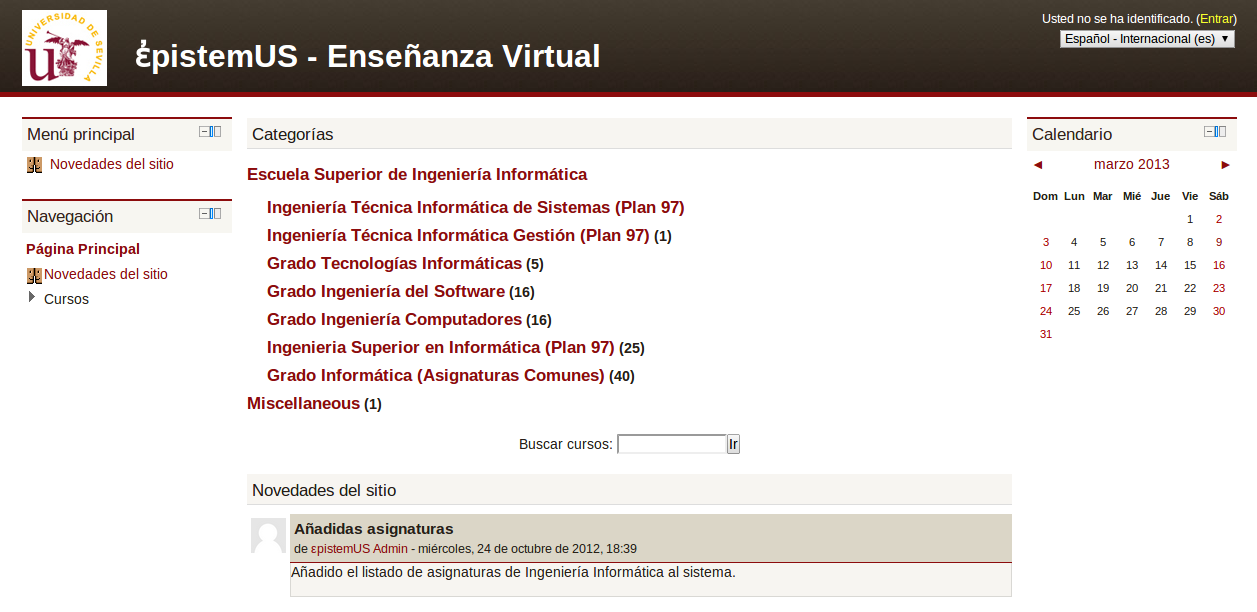 UNIVERSIDAD DE SEVILLA
ἐpistemUS - Enseñanza Virtual
Usted no se ha identificado. (Entrar)
Español - Internacional (es)
Menú principal
Novedades del sitio
Navegación
Página Principal
Novedades del sitio
Cursos
Categorías
Escuela Superior de Ingeniería Informática
Ingeniería Técnica Informática de Sistemas (Plan 97)
Ingeniería Técnica Informática Gestión (Plan 97) (1)
Grado Tecnologías Informáticas (5)
Grado Ingeniería del Software (16)
Grado Ingeniería Computadores (16)
Ingenieria Superior en Informática (Plan 97) (25)
Grado Informática (Asignaturas Comunes) (40)
Miscellaneous (1)
Buscar cursos: Ir
Novedades del sitio
Añadidas asignaturas
de εpistemUS Admin - miércoles, 24 de octubre de 2012, 18:39
Añadido el listado de asignaturas de Ingeniería Informática al sistema.
Calendario
◄ marzo 2013 ►
Dom Lun Mar Mié Jue Vie Sáb
1 2
3 4 5 6 7 8 9
10 11 12 13 14 15 16
17 18 19 20 21 22 23
24 25 26 27 28 29 30
31